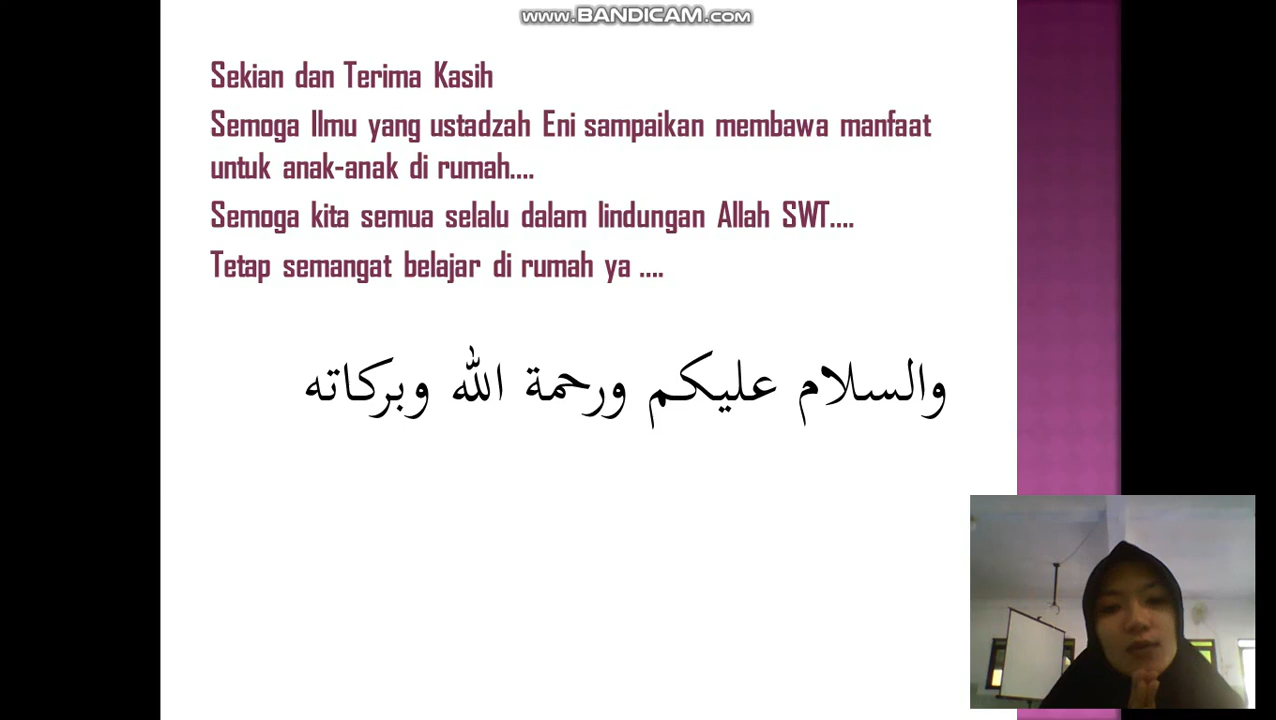 www.BANDICAM.com
Sekian dan Terima Kasih
Semoga Ilmu yang ustadzah Eni sampaikan membawa manfaat
untuk anak-anak di rumah....
Semoga kita semua selalu dalam lindungan Allah SWT....
Tetap semangat belajar di rumah ya ....
والسلام عليكم ورحمة الله وبركاته